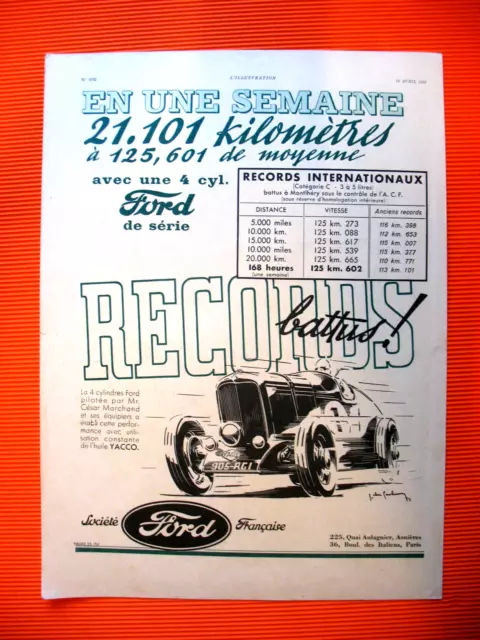 L'ILLUSTRATION
EN UNE SEMAINE
21.101 kilomètres
à 125,601 de moyenne
avec une 4 cyl.
Ford
de série
RECORDS INTERNATIONAUX
(Catégorie C - 3 à 5 litres)
battus à Montlhéry sous le contrôle de l'A.C.F.
(sous réserve d'homologation intérieure)
DISTANCE VITESSE Anciens records
5.000 miles 125 km. 273 116 km. 388
10.000 km. 125 km. 088 112 km. 653
15.000 km. 125 km. 617 115 km. 007
10.000 miles 125 km. 539 115 km. 377
20.000 km. 125 km. 665 110 km. 771
168 heures 125 km. 602 113 km. 101
(une semaine)
RECORDS
battus!
La 4 cylindres Ford
pilotée par Mr.
César Marchand
et ses équipiers a
établi cette perfor-
mance avec utili-
sation constante
de l'huile YACCO.
905-RG1
Société Ford Française
225, Quai Aulagnier, Asnières
36, Boul. des Italiens, Paris